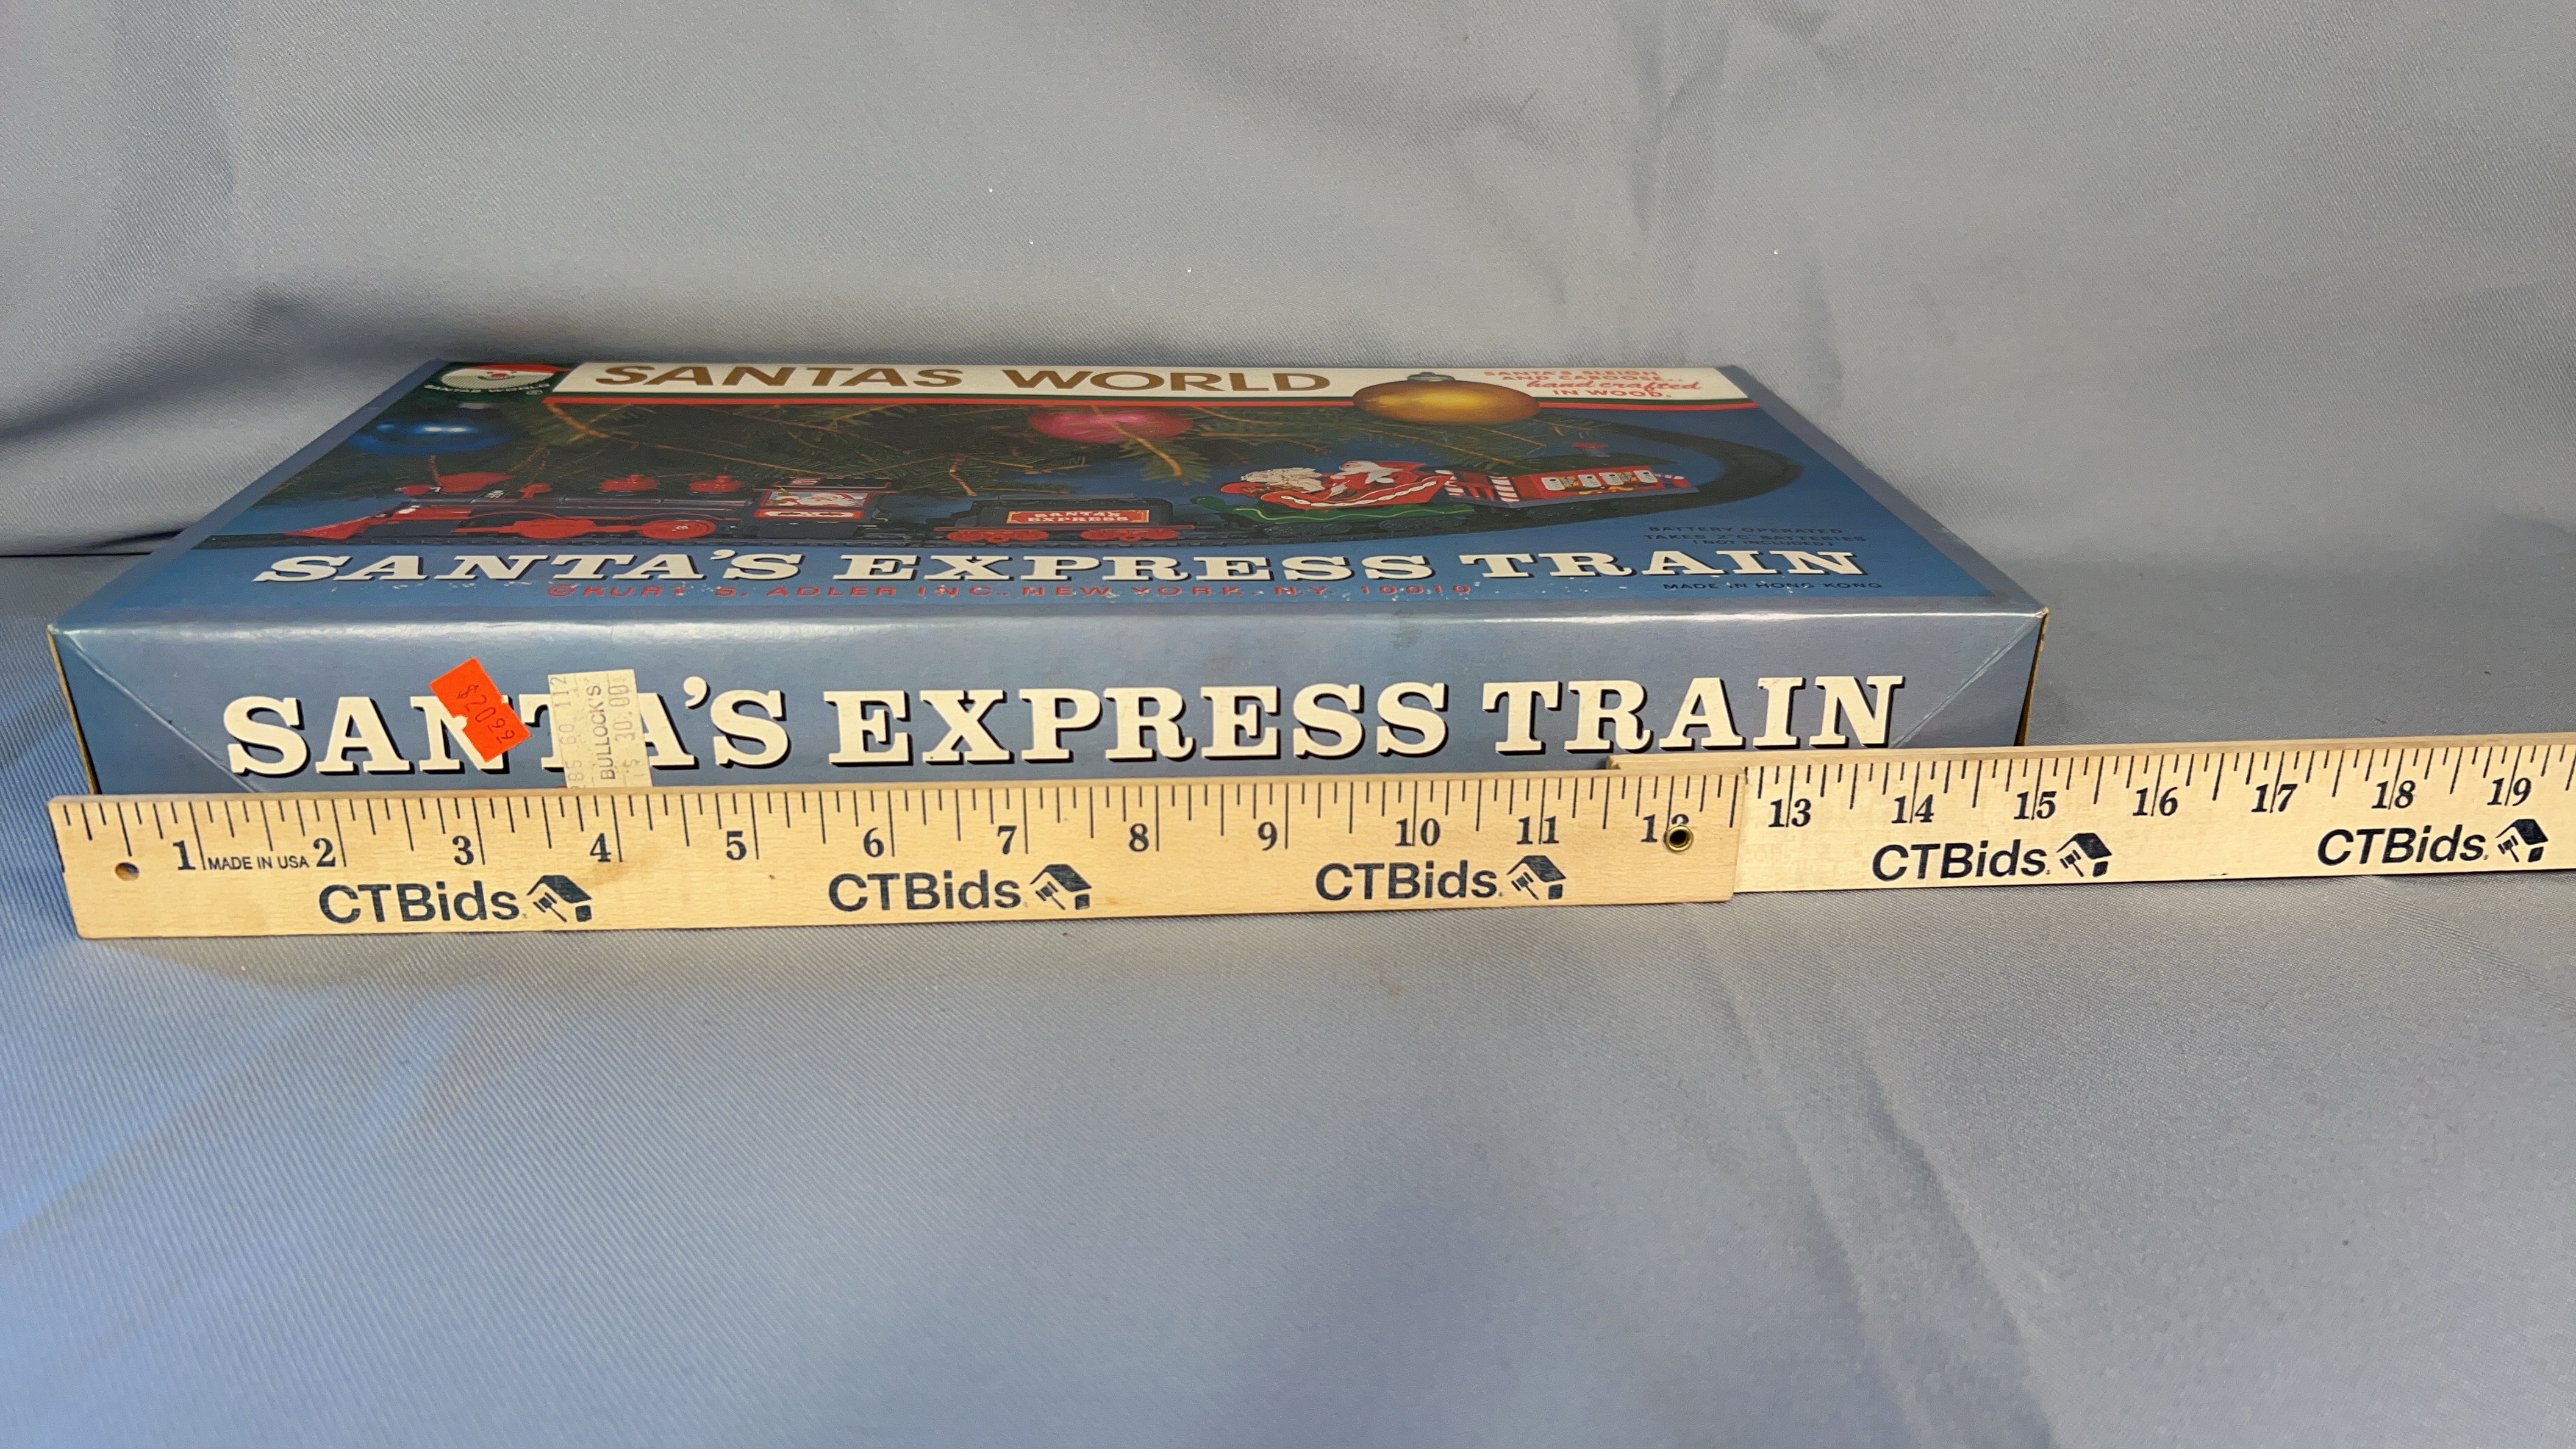 SANTAS WORLD
SANTAS WORLD
SANTA'S SLEIGH
AND CABOOSE...
hand crafted
IN WOOD.
SANTA'S
EXPRESS
BATTERY OPERATED
TAKES 2 "C" BATTERIES
(NOT INCLUDED)
SANTA'S EXPRESS TRAIN
©KURT S. ADLER INC., NEW YORK, N.Y. 10010
MADE IN HONG KONG
SANTA'S EXPRESS TRAIN
BULLOCK'S
$ 30.00
1 2 3 4 5 6 7 8 9 10 11 12 13 14 15 16 17 18 19
MADE IN USA
CTBids. CTBids. CTBids. CTBids. CTBids.